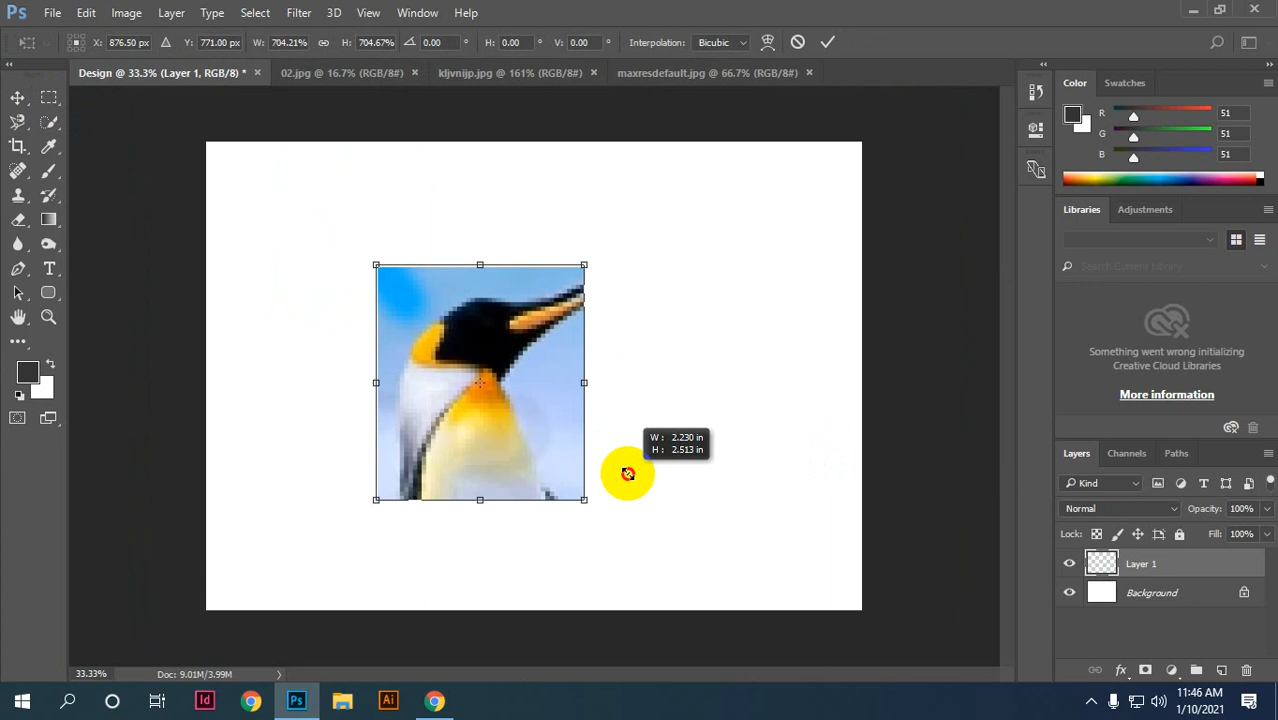 Ps File Edit Image Layer Type Select Filter 3D View Window Help
X: 876.50 px Y: 771.00 px W: 704.21% H: 704.67% 0.00 ° H: 0.00 ° V: 0.00 ° Interpolation: Bicubic
Design @ 33.3% (Layer 1, RGB/8) * × 02.jpg @ 16.7% (RGB/8#) × kljvnijp.jpg @ 161% (RGB/8#) × maxresdefault.jpg @ 66.7% (RGB/8#) ×
Color Swatches
R 51
G 51
B 51
Libraries Adjustments
Search Current Library
Something went wrong initializing
Creative Cloud Libraries
More information
W: 2.230 in
H: 2.513 in
Layers Channels Paths
Kind
Normal Opacity: 100%
Lock: Fill: 100%
Layer 1
Background
33.33% Doc: 9.01M/3.99M
Id Ps Ai
11:46 AM
1/10/2021